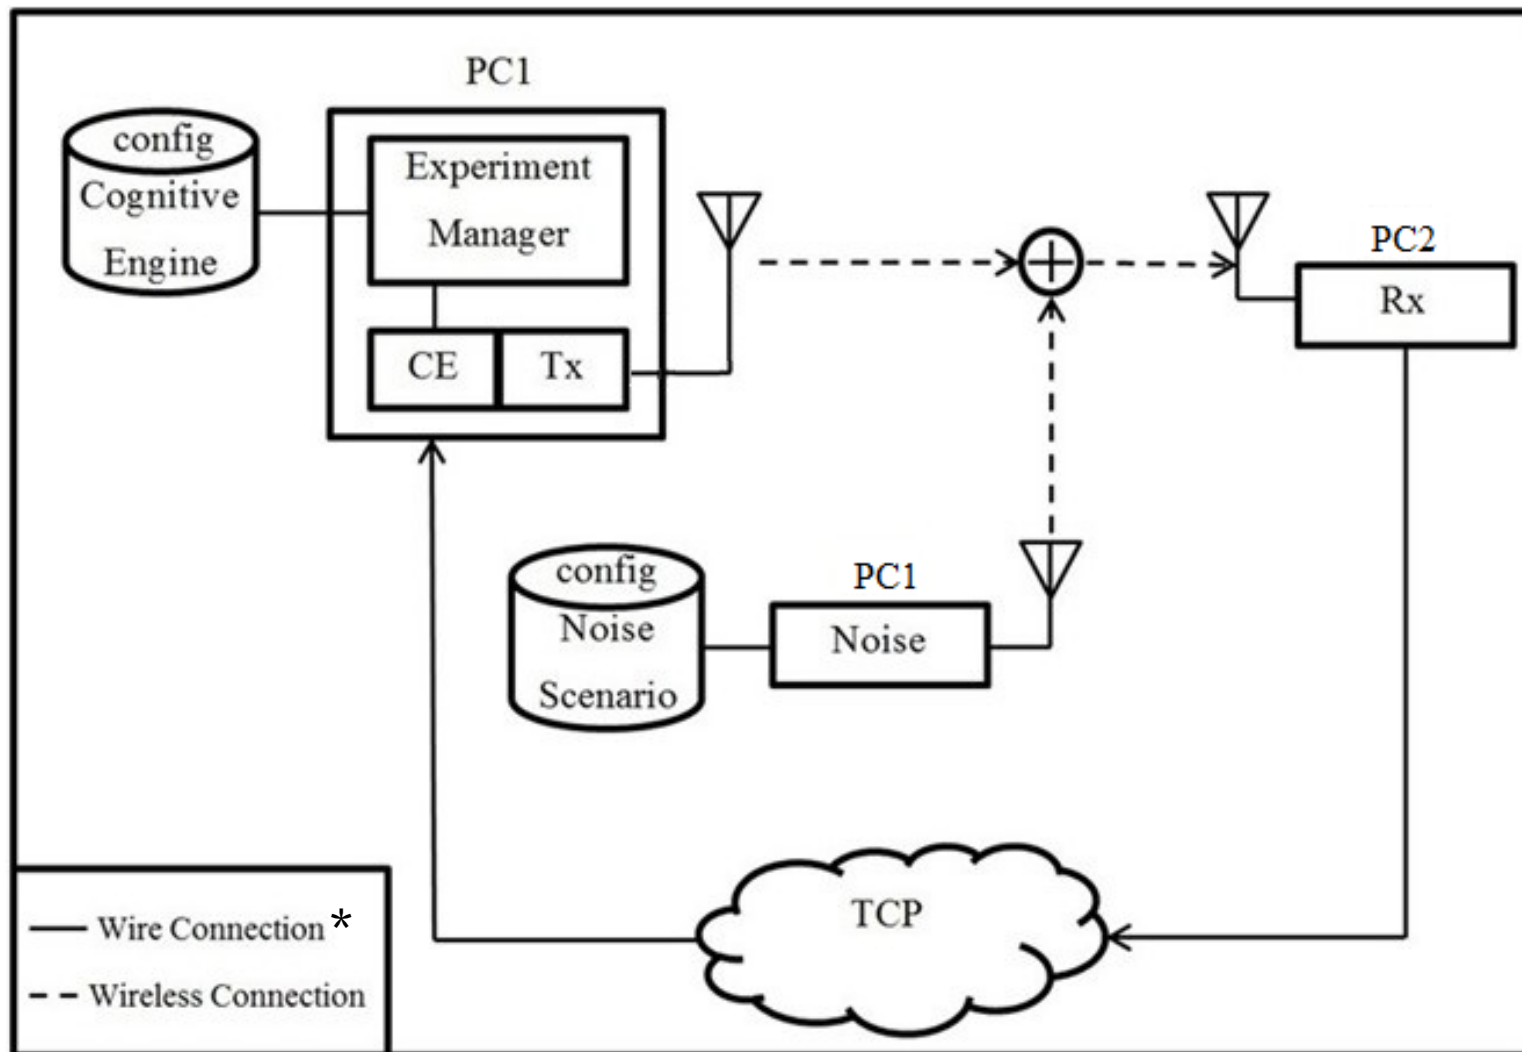 PC1
config
Cognitive
Engine
Experiment
Manager
CE
Tx
PC2
Rx
config
Noise
Scenario
PC1
Noise
TCP
Wire Connection*
Wireless Connection